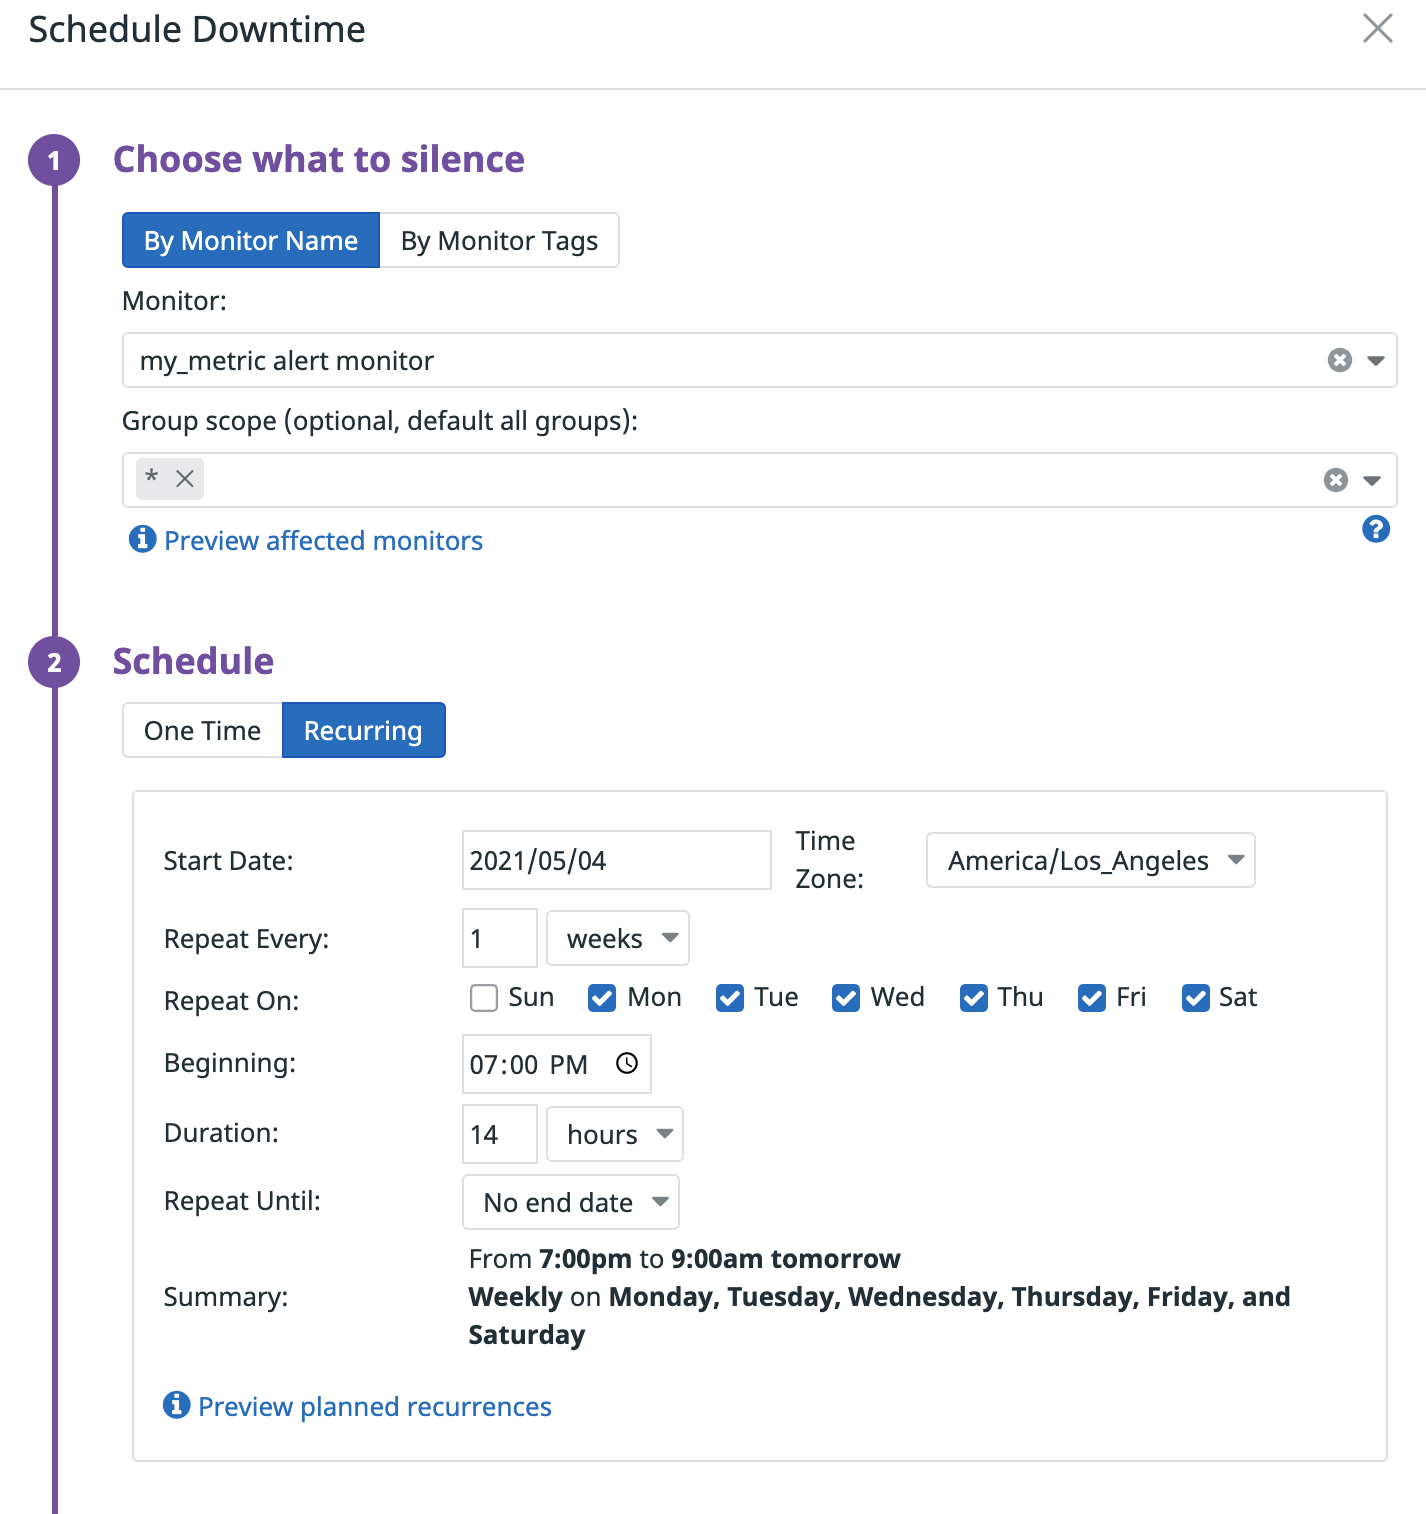 Schedule Downtime
1 Choose what to silence
By Monitor Name By Monitor Tags
Monitor:
my_metric alert monitor
Group scope (optional, default all groups):
*
Preview affected monitors
2 Schedule
One Time Recurring
Start Date: 2021/05/04 Time Zone: America/Los_Angeles
Repeat Every: 1 weeks
Repeat On: Sun Mon Tue Wed Thu Fri Sat
Beginning: 07:00 PM
Duration: 14 hours
Repeat Until: No end date
From 7:00pm to 9:00am tomorrow
Summary: Weekly on Monday, Tuesday, Wednesday, Thursday, Friday, and
Saturday
Preview planned recurrences